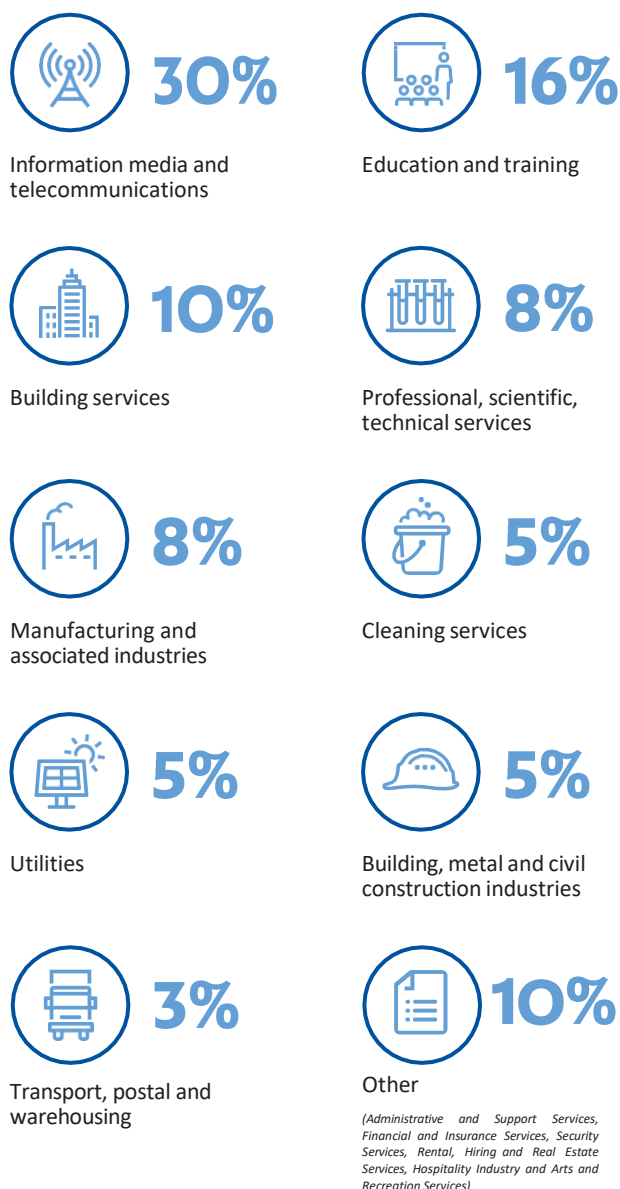 30%
Information media and
telecommunications
16%
Education and training
10%
Building services
8%
Professional, scientific,
technical services
8%
Manufacturing and
associated industries
5%
Cleaning services
5%
Utilities
5%
Building, metal and civil
construction industries
3%
Transport, postal and
warehousing
10%
Other
(Administrative and Support Services,
Financial and Insurance Services, Security
Services, Rental, Hiring and Real Estate
Services, Hospitality Industry and Arts and
Recreation Services)